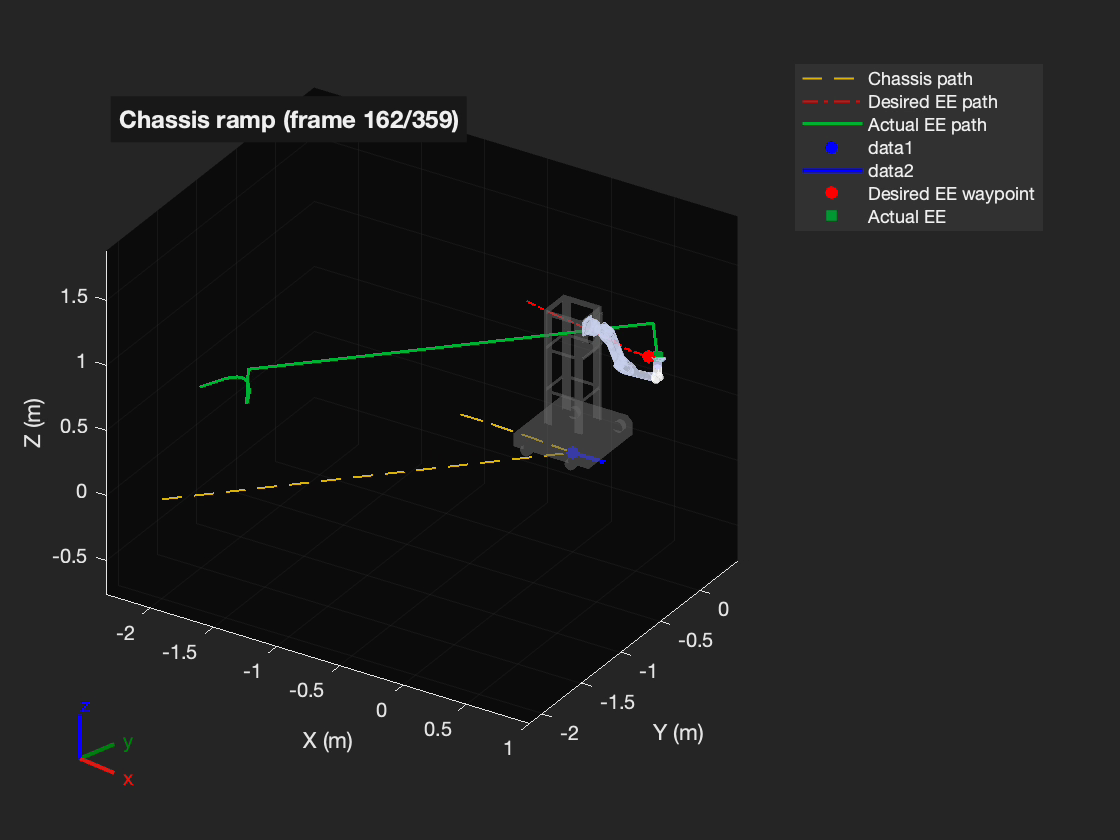 Chassis ramp (frame 162/359)
Chassis path
Desired EE path
Actual EE path
data1
data2
Desired EE waypoint
Actual EE
1.5
1
0.5
0
-0.5
Z (m)
-2
-1.5
-1
-0.5
0
0.5
1
X (m)
0
-0.5
-1
-1.5
-2
Y (m)
z
y
x